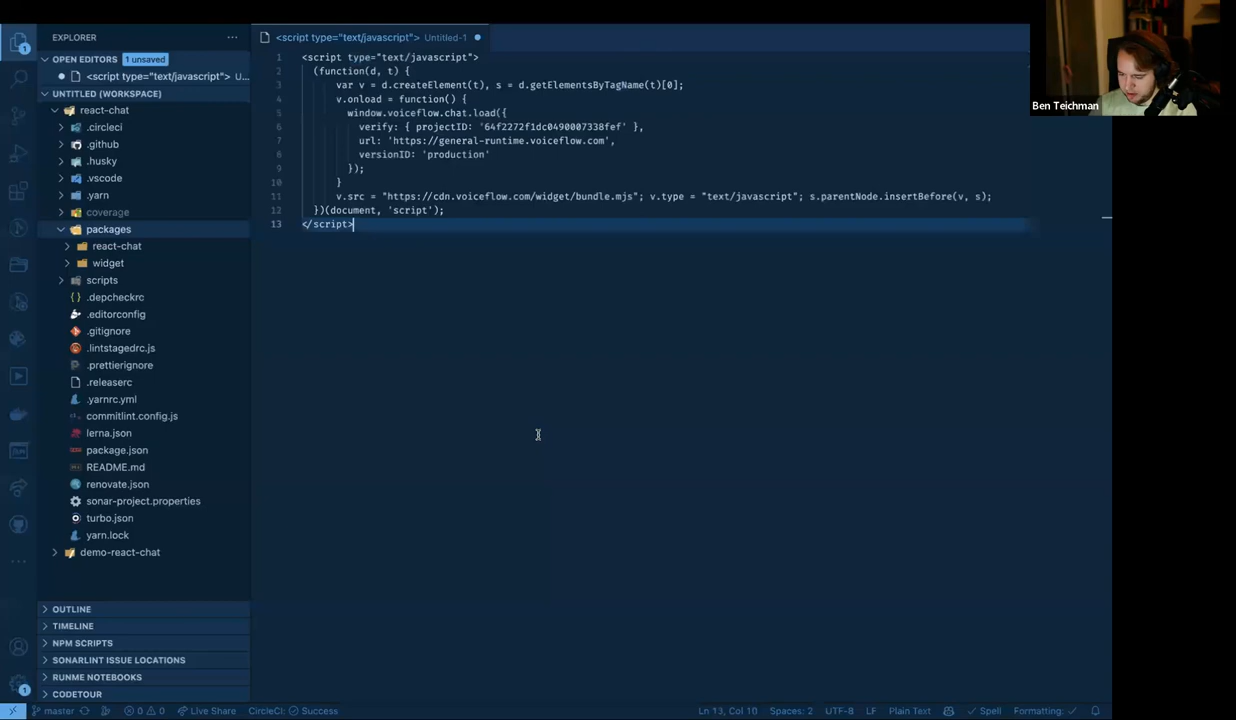 1
EXPLORER
OPEN EDITORS 1 unsaved
<script type="text/javascript"> U...
UNTITLED (WORKSPACE)
react-chat
.circleci
.github
.husky
.vscode
.yarn
coverage
packages
react-chat
widget
scripts
.depcheckrc
.editorconfig
.gitignore
.lintstagedrc.js
.prettierignore
.releaserc
.yarnrc.yml
commitlint.config.js
lerna.json
package.json
README.md
renovate.json
sonar-project.properties
turbo.json
yarn.lock
demo-react-chat
OUTLINE
TIMELINE
NPM SCRIPTS
SONARLINT ISSUE LOCATIONS
RUNME NOTEBOOKS
CODETOUR
1
<script type="text/javascript"> Untitled-1
1 <script type="text/javascript">
2 (function(d, t) {
3 var v = d.createElement(t), s = d.getElementsByTagName(t)[0];
4 v.onload = function() {
5 window.voiceflow.chat.load({
6 verify: { projectID: '64f2272f1dc0490007338fef' },
7 url: 'https://general-runtime.voiceflow.com',
8 versionID: 'production'
9 });
10 }
11 v.src = "https://cdn.voiceflow.com/widget/bundle.mjs"; v.type = "text/javascript"; s.parentNode.insertBefore(v, s);
12 })(document, 'script');
13 </script>
Ben Teichman
master 0 0 Live Share CircleCI: Success Ln 13, Col 10 Spaces: 2 UTF-8 LF Plain Text Spell Formatting: